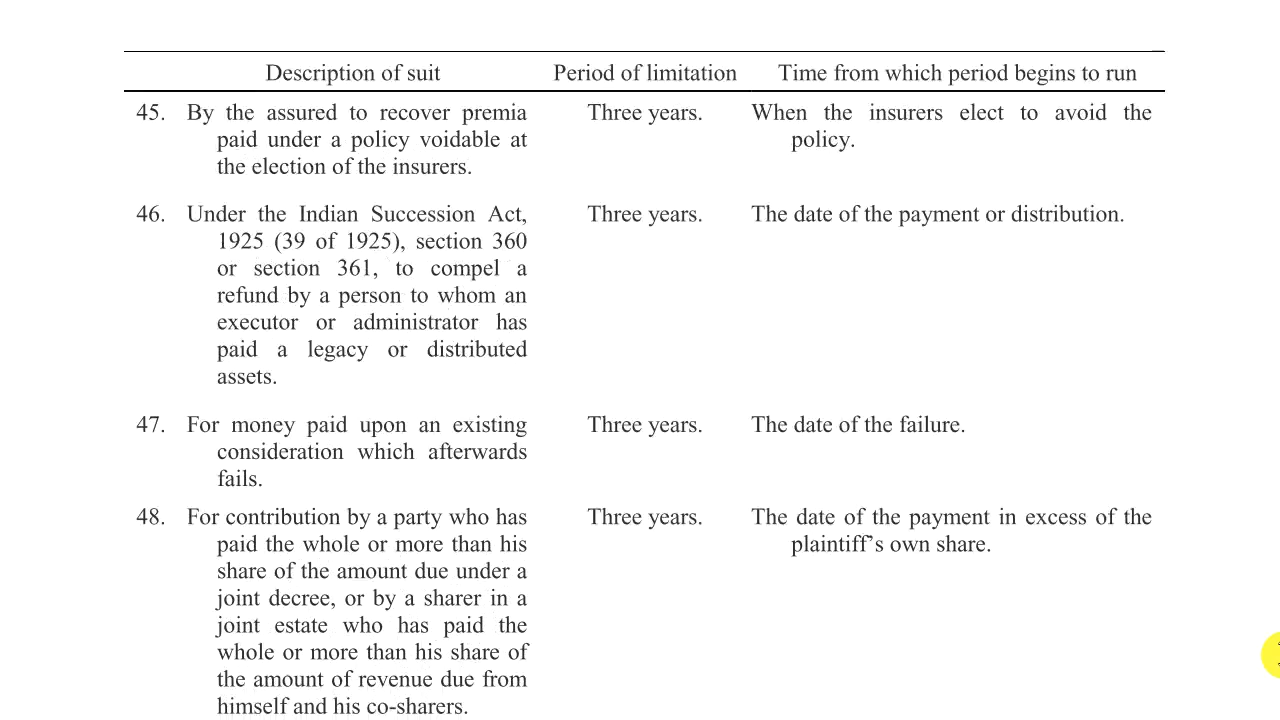 Description of suit Period of limitation Time from which period begins to run
45. By the assured to recover premia Three years. When the insurers elect to avoid the
paid under a policy voidable at policy.
the election of the insurers.
46. Under the Indian Succession Act, Three years. The date of the payment or distribution.
1925 (39 of 1925), section 360
or section 361, to compel a
refund by a person to whom an
executor or administrator has
paid a legacy or distributed
assets.
47. For money paid upon an existing Three years. The date of the failure.
consideration which afterwards
fails.
48. For contribution by a party who has Three years. The date of the payment in excess of the
paid the whole or more than his plaintiff’s own share.
share of the amount due under a
joint decree, or by a sharer in a
joint estate who has paid the
whole or more than his share of
the amount of revenue due from
himself and his co-sharers.